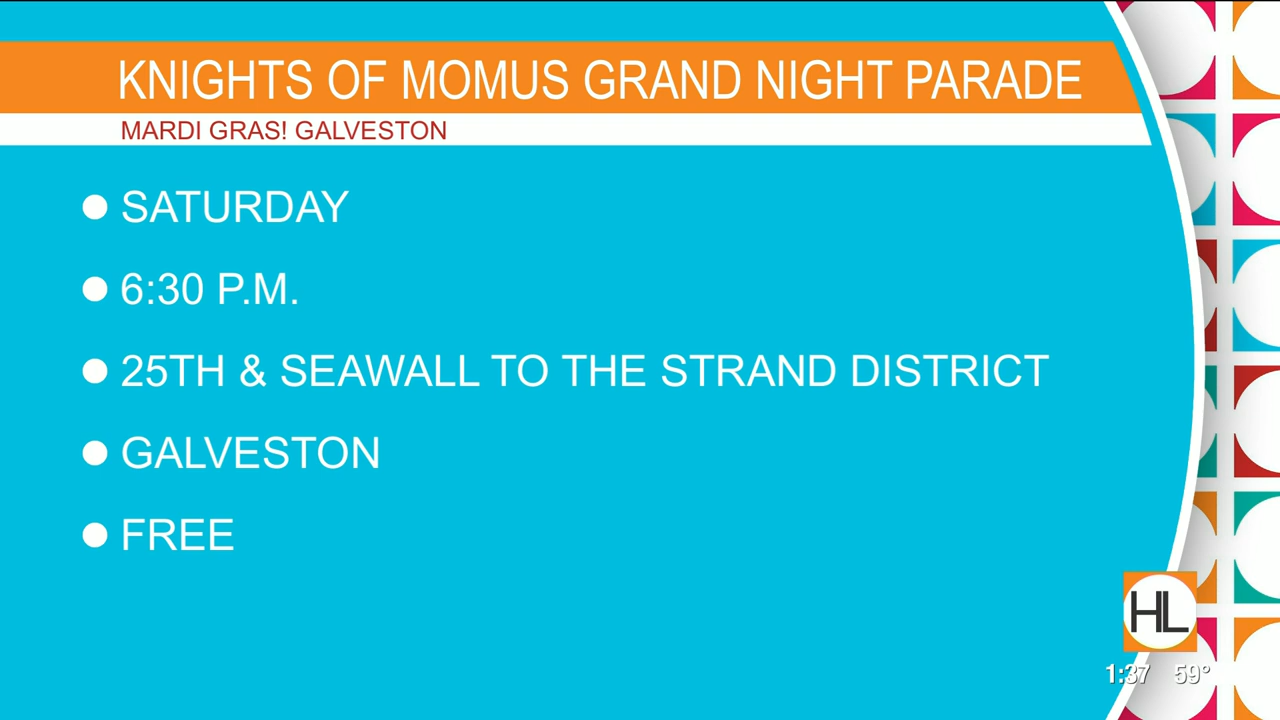 KNIGHTS OF MOMUS GRAND NIGHT PARADE
MARDI GRAS! GALVESTON
SATURDAY
6:30 P.M.
25TH & SEAWALL TO THE STRAND DISTRICT
GALVESTON
FREE
HL
1:37 59°